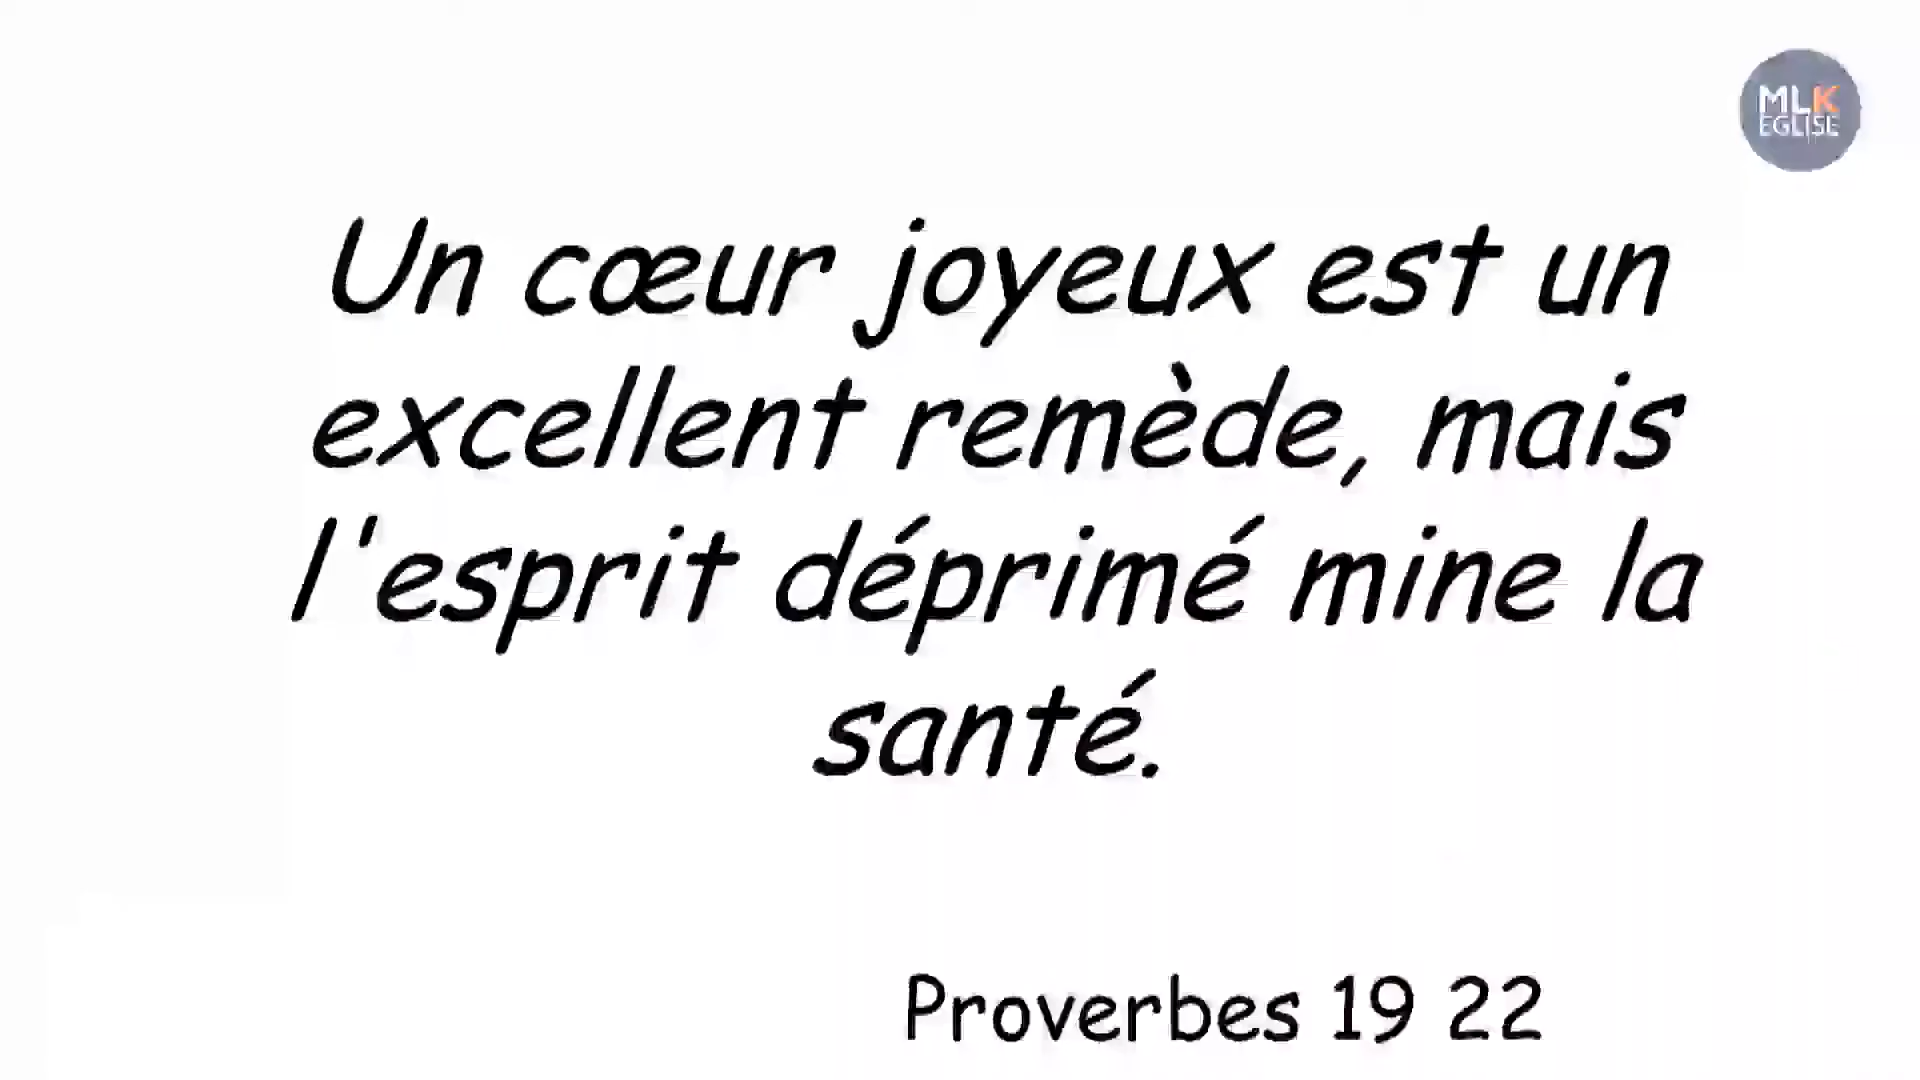 MLK
EGLISE
Un cœur joyeux est un
excellent remède, mais
l'esprit déprimé mine la
santé.
Proverbes 19 22